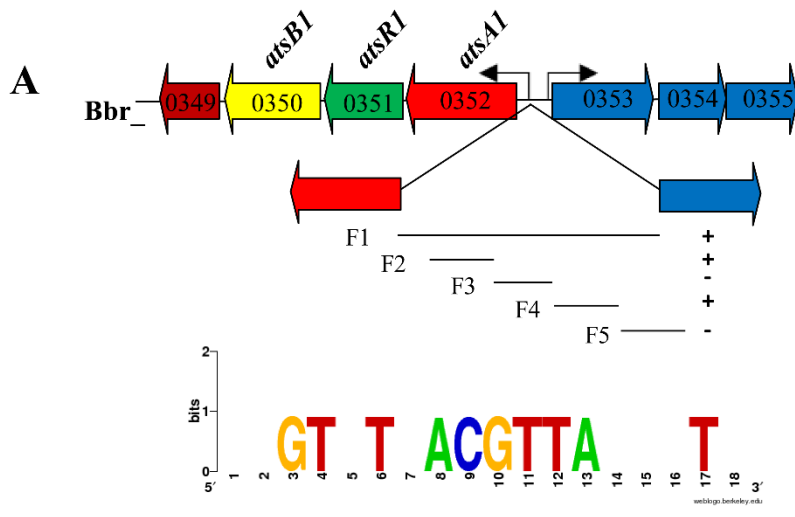 A
atsB1 atsR1 atsA1
Bbr_ 0349 0350 0351 0352 0353 0354 0355
F1 +
F2 +
F3 -
F4 +
F5 -
2
bits
1
0
GT T ACGTTA T
5′ 1 2 3 4 5 6 7 8 9 10 11 12 13 14 15 16 17 18 3′
weblogo.berkeley.edu